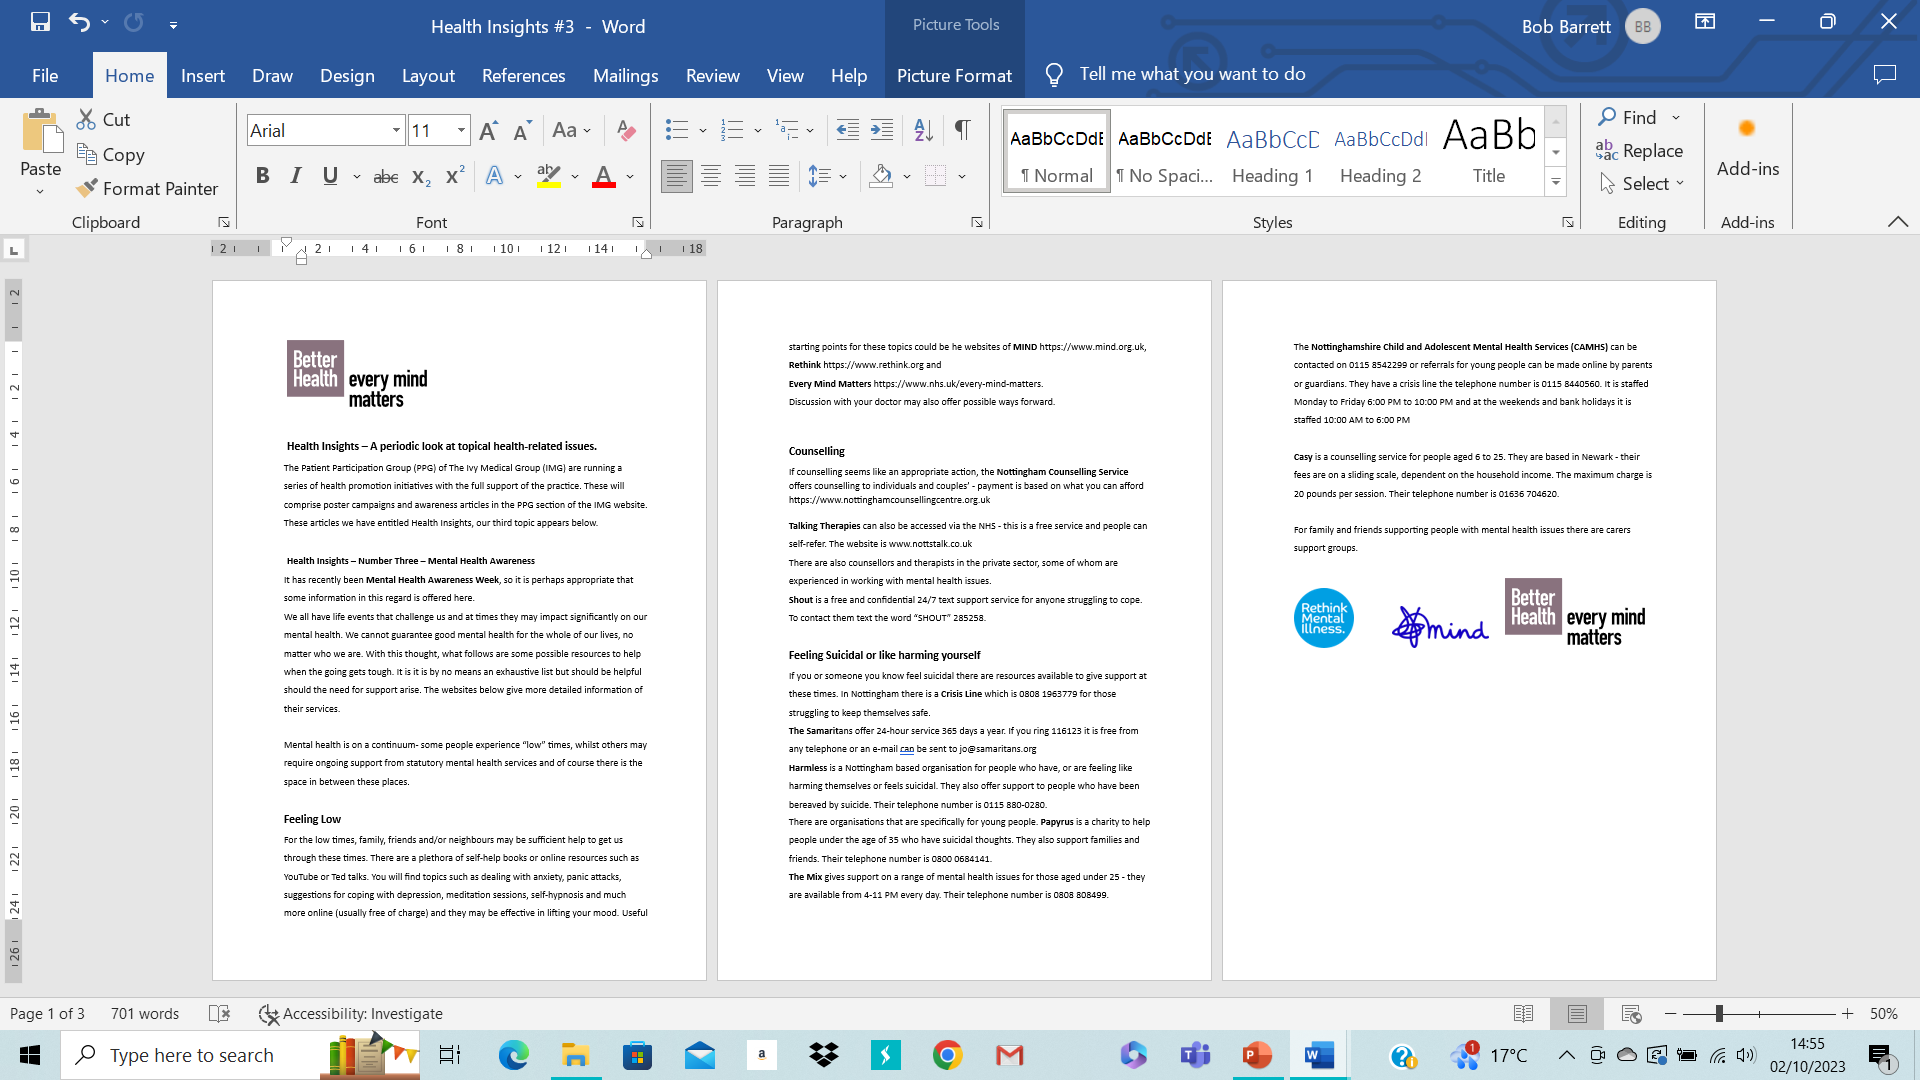 Health Insights #3 - Word
Picture Tools
Bob Barrett
BB
File
Home
Insert
Draw
Design
Layout
References
Mailings
Review
View
Help
Picture Format
Tell me what you want to do
Paste
Cut
Copy
Format Painter
Clipboard
Arial
11
Font
Paragraph
AaBbCcDdE
¶ Normal
AaBbCcDdE
¶ No Spaci...
AaBbCcD
Heading 1
AaBbCcDdE
Heading 2
AaBb
Title
Styles
Find
Replace
Select
Editing
Add-ins
Add-ins
2 2 4 6 8 10 12 14 18
Better
Health
every mind
matters
Health Insights – A periodic look at topical health-related issues.
The Patient Participation Group (PPG) of The Ivy Medical Group (IMG) are running a
series of health promotion initiatives with the full support of the practice. These will
comprise poster campaigns and awareness articles in the PPG section of the IMG website.
These articles we have entitled Health Insights, our third topic appears below.
Health Insights – Number Three – Mental Health Awareness
It has recently been Mental Health Awareness Week, so it is perhaps appropriate that
some information in this regard is offered here.
We all have life events that challenge us and at times they may impact significantly on our
mental health. We cannot guarantee good mental health for the whole of our lives, no
matter who we are. With this thought, what follows are some possible resources to help
when the going gets tough. It is it is by no means an exhaustive list but should be helpful
should the need for support arise. The websites below give more detailed information of
their services.
Mental health is on a continuum- some people experience “low” times, whilst others may
require ongoing support from statutory mental health services and of course there is the
space in between these places.
Feeling Low
For the low times, family, friends and/or neighbours may be sufficient help to get us
through these times. There are a plethora of self-help books or online resources such as
YouTube or Ted talks. You will find topics such as dealing with anxiety, panic attacks,
suggestions for coping with depression, meditation sessions, self-hypnosis and much
more online (usually free of charge) and they may be effective in lifting your mood. Useful
starting points for these topics could be he websites of MIND https://www.mind.org.uk,
Rethink https://www.rethink.org and
Every Mind Matters https://www.nhs.uk/every-mind-matters.
Discussion with your doctor may also offer possible ways forward.
Counselling
If counselling seems like an appropriate action, the Nottingham Counselling Service
offers counselling to individuals and couples’ - payment is based on what you can afford
https://www.nottinghamcounsellingcentre.org.uk
Talking Therapies can also be accessed via the NHS - this is a free service and people can
self-refer. The website is www.nottstalk.co.uk
There are also counsellors and therapists in the private sector, some of whom are
experienced in working with mental health issues.
Shout is a free and confidential 24/7 text support service for anyone struggling to cope.
To contact them text the word “SHOUT” 285258.
Feeling Suicidal or like harming yourself
If you or someone you know feel suicidal there are resources available to give support at
these times. In Nottingham there is a Crisis Line which is 0808 1963779 for those
struggling to keep themselves safe.
The Samaritans offer 24-hour service 365 days a year. If you ring 116123 it is free from
any telephone or an e-mail can be sent to jo@samaritans.org
Harmless is a Nottingham based organisation for people who have, or are feeling like
harming themselves or feels suicidal. They also offer support to people who have been
bereaved by suicide. Their telephone number is 0115 880-0280.
There are organisations that are specifically for young people. Papyrus is a charity to help
people under the age of 35 who have suicidal thoughts. They also support families and
friends. Their telephone number is 0800 0684141.
The Mix gives support on a range of mental health issues for those aged under 25 - they
are available from 4-11 PM every day. Their telephone number is 0808 808499.
The Nottinghamshire Child and Adolescent Mental Health Services (CAMHS) can be
contacted on 0115 8542299 or referrals for young people can be made online by parents
or guardians. They have a crisis line the telephone number is 0115 8440560. It is staffed
Monday to Friday 6:00 PM to 10:00 PM and at the weekends and bank holidays it is
staffed 10:00 AM to 6:00 PM
Casy is a counselling service for people aged 6 to 25. They are based in Newark - their
fees are on a sliding scale, dependent on the household income. The maximum charge is
20 pounds per session. Their telephone number is 01636 704620.
For family and friends supporting people with mental health issues there are carers
support groups.
Rethink
Mental
Illness.
mind
Better
Health
every mind
matters
Page 1 of 3
701 words
Accessibility: Investigate
50%
Type here to search
17°C
14:55
02/10/2023